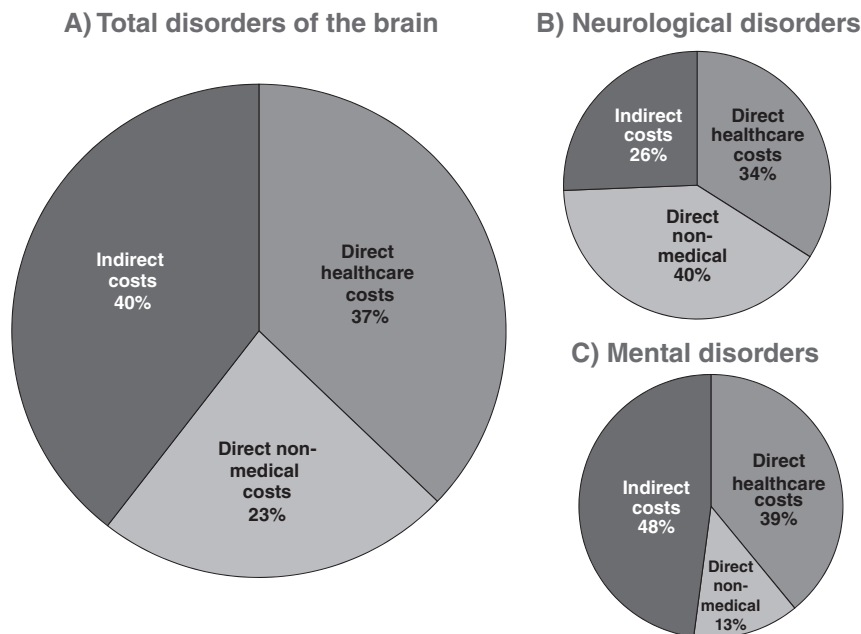 A) Total disorders of the brain
Indirect
costs
40%
Direct
healthcare
costs
37%
Direct non-
medical
costs
23%
B) Neurological disorders
Indirect
costs
26%
Direct
healthcare
costs
34%
Direct
non-
medical
40%
C) Mental disorders
Indirect
costs
48%
Direct
healthcare
costs
39%
Direct
non-
medical
13%